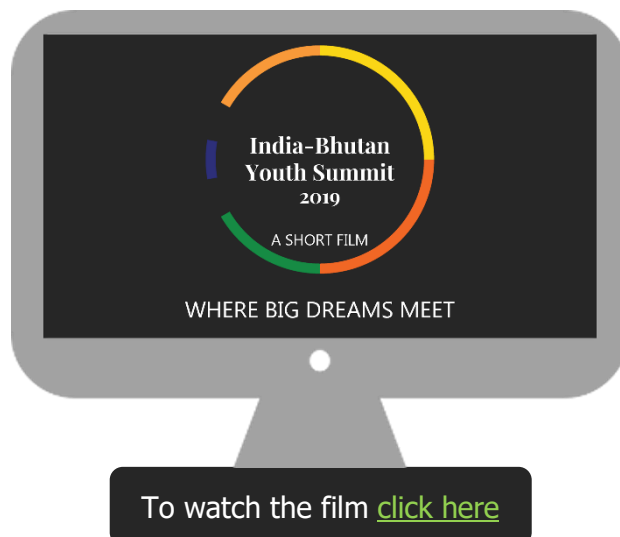 India-Bhutan
Youth Summit
2019
A SHORT FILM
WHERE BIG DREAMS MEET
To watch the film click here